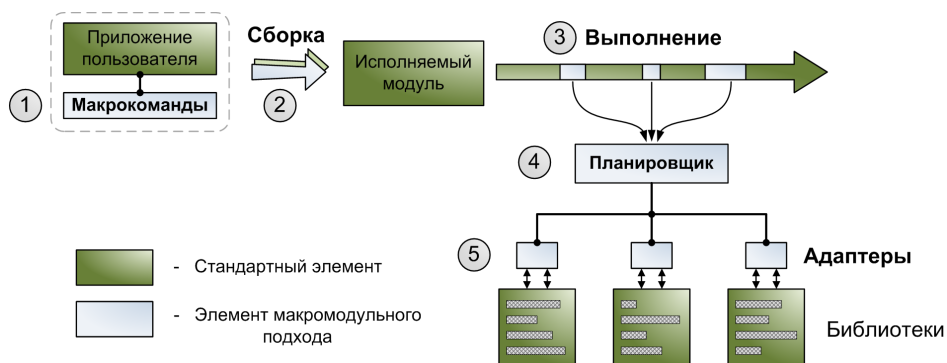 Приложение
пользователя
1
Макрокоманды
Сборка
2
Исполняемый
модуль
3
Выполнение
4
Планировщик
5
Адаптеры
Библиотеки
- Стандартный элемент
- Элемент макромодульного
подхода